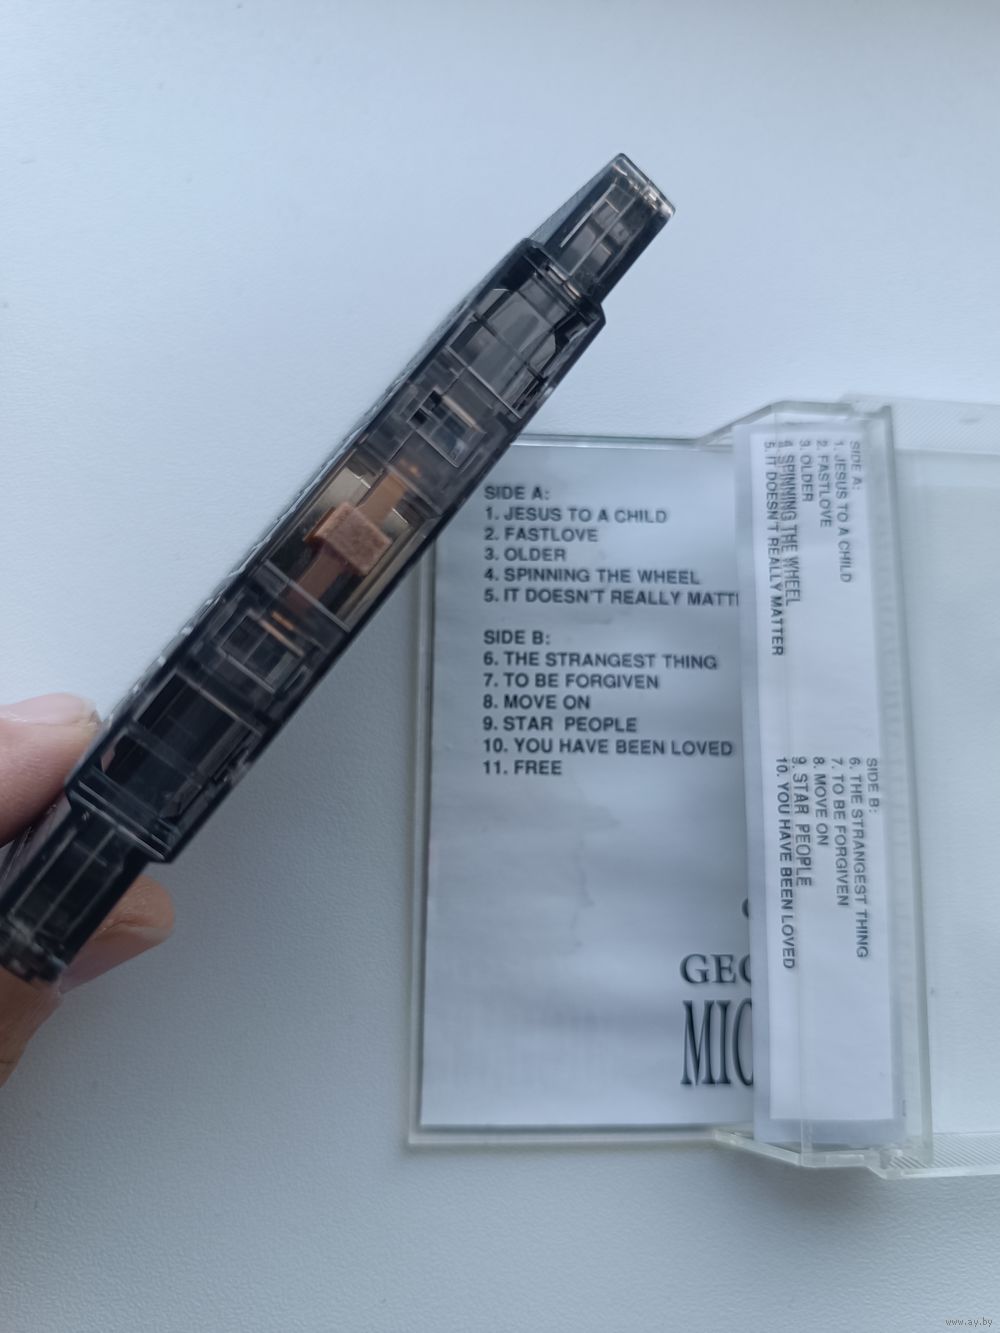 SIDE A:
1. JESUS TO A CHILD
2. FASTLOVE
3. OLDER
4. SPINNING THE WHEEL
5. IT DOESN'T REALLY MATT
SIDE B:
6. THE STRANGEST THING
7. TO BE FORGIVEN
8. MOVE ON
9. STAR PEOPLE
10. YOU HAVE BEEN LOVED
11. FREE
GEO
MIC
SIDE A:
1. JESUS TO A CHILD
2. FASTLOVE
3. OLDER
4. SPINNING THE WHEEL
5. IT DOESN'T REALLY MATTER
SIDE B:
6. THE STRANGEST THING
7. TO BE FORGIVEN
8. MOVE ON
9. STAR PEOPLE
10. YOU HAVE BEEN LOVED
www.ay.by